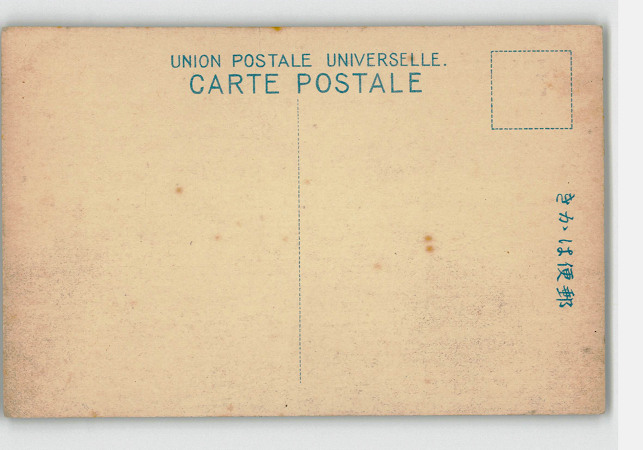 UNION POSTALE UNIVERSELLE.
CARTE POSTALE
きかは便郵